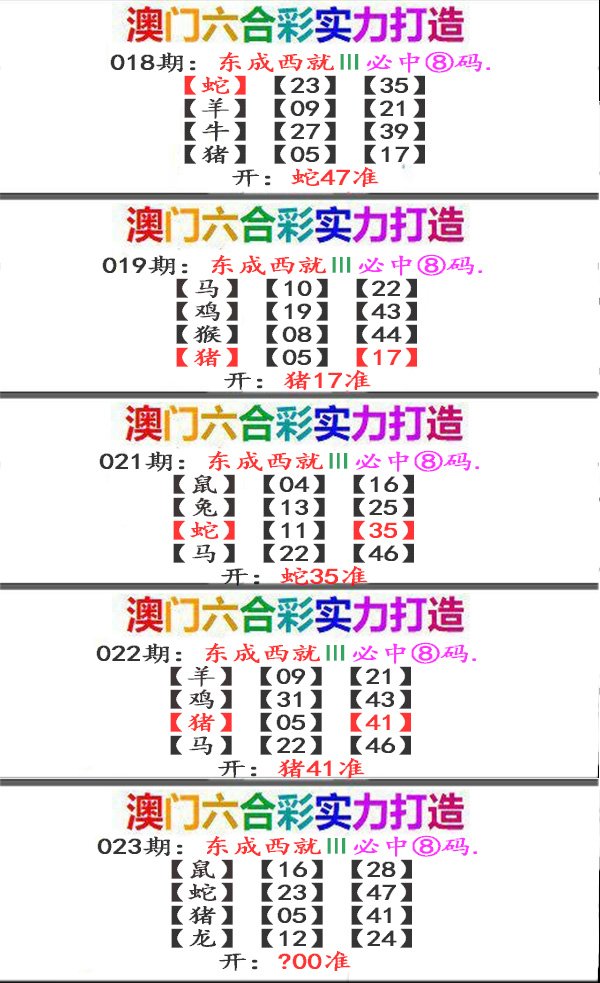 澳门六合彩实力打造
018期：东成西就III必中⑧码.
【蛇】【23】【35】
【羊】【09】【21】
【牛】【27】【39】
【猪】【05】【17】
开：蛇47准
澳门六合彩实力打造
019期：东成西就III必中⑧码.
【马】【10】【22】
【鸡】【19】【43】
【猴】【08】【44】
【猪】【05】【17】
开：猪17准
澳门六合彩实力打造
021期：东成西就III必中⑧码.
【鼠】【04】【16】
【兔】【13】【25】
【蛇】【11】【35】
【马】【22】【46】
开：蛇35准
澳门六合彩实力打造
022期：东成西就III必中⑧码.
【羊】【09】【21】
【鸡】【31】【43】
【猪】【05】【41】
【马】【22】【46】
开：猪41准
澳门六合彩实力打造
023期：东成西就III必中⑧码.
【鼠】【16】【28】
【蛇】【23】【47】
【猪】【05】【41】
【龙】【12】【24】
开：?00准